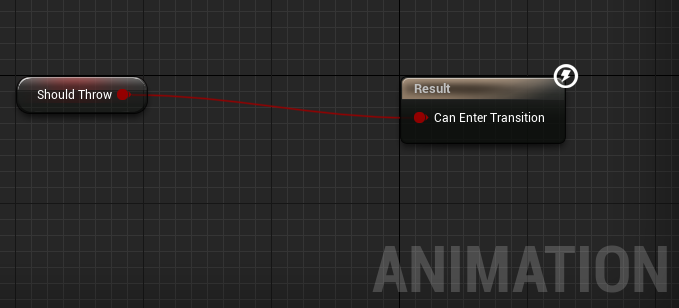 Result
Should Throw
Can Enter Transition
ANIMATION